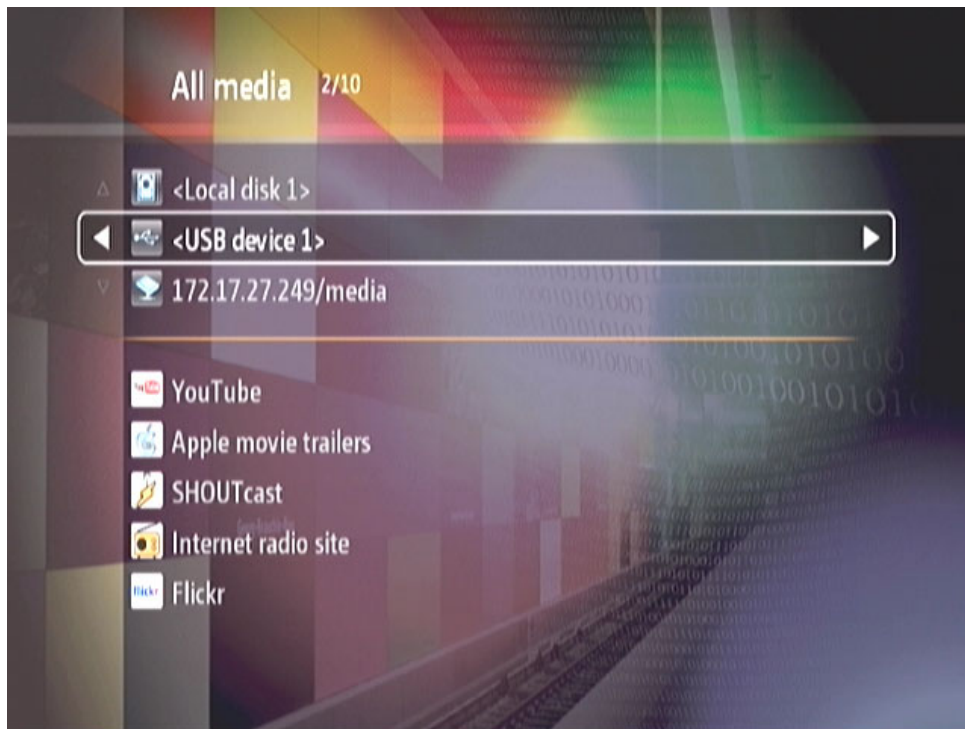 All media 2/10
<Local disk 1>
<USB device 1>
172.17.27.249/media
YouTube
Apple movie trailers
SHOUTcast
Internet radio site
flickr Flickr